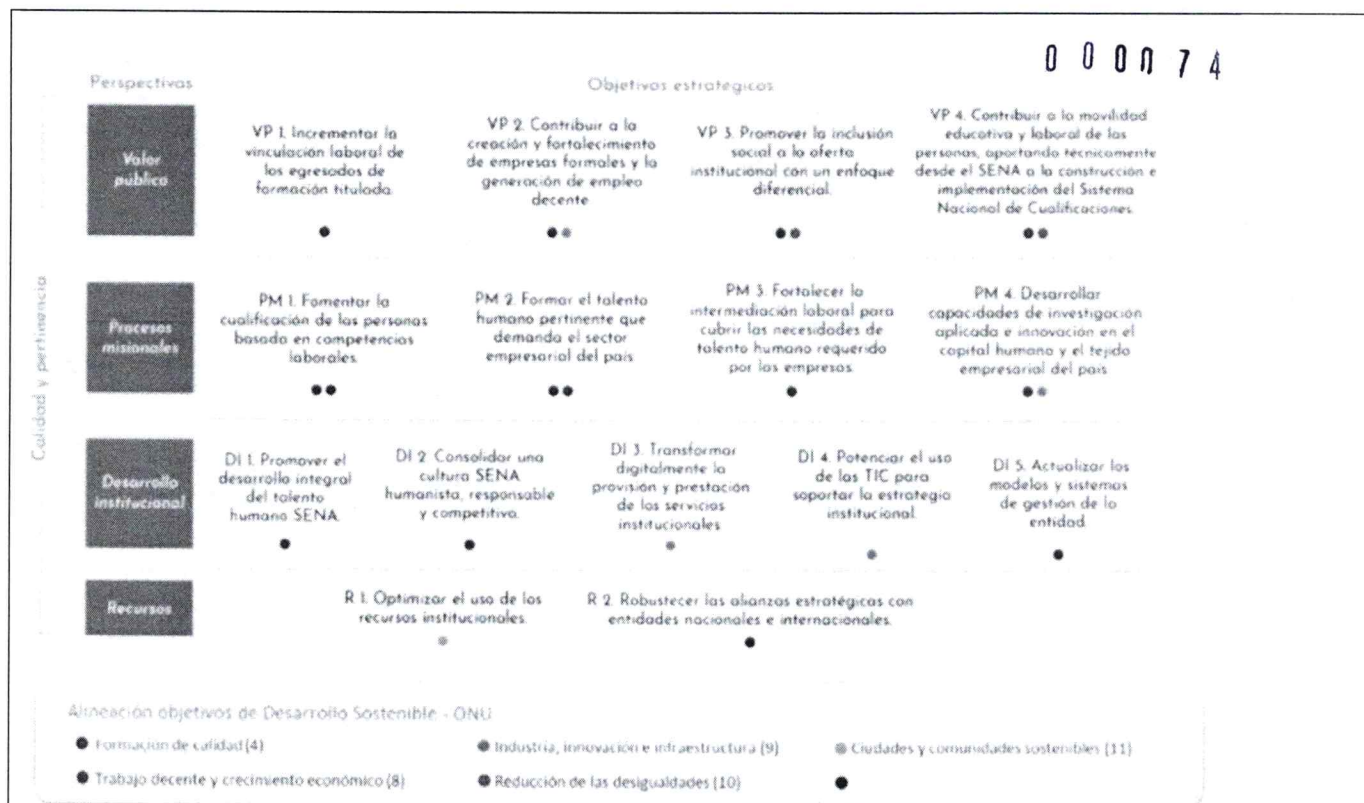 0 0 0 0 7 4
Perspectivas
Objetivos estratégicos
Calidad y pertinencia
Valor
público
VP 1. Incrementar la
vinculación laboral de
los egresados de
formación titulada.
VP 2. Contribuir a la
creación y fortalecimiento
de empresas formales y la
generación de empleo
decente
VP 3. Promover la inclusión
social a la oferta
institucional con un enfoque
diferencial.
VP 4. Contribuir a la movilidad
educativa y laboral de las
personas, aportando técnicamente
desde el SENA a la construcción e
implementación del Sistema
Nacional de Cualificaciones.
Procesos
misionales
PM 1. Fomentar la
cualificación de las personas
basada en competencias
laborales.
PM 2. Formar el talento
humano pertinente que
demanda el sector
empresarial del país
PM 3. Fortalecer la
intermediación laboral para
cubrir las necesidades de
talento humano requerido
por las empresas.
PM 4. Desarrollar
capacidades de investigación
aplicada e innovación en el
capital humano y el tejido
empresarial del país
Desarrollo
institucional
DI 1. Promover el
desarrollo integral
del talento
humano SENA.
DI 2. Consolidar una
cultura SENA
humanista, responsable
y competitiva.
DI 3. Transformar
digitalmente la
provisión y prestación
de los servicios
institucionales
DI 4. Potenciar el uso
de las TIC para
soportar la estrategia
institucional.
DI 5. Actualizar los
modelos y sistemas
de gestión de la
entidad.
Recursos
R 1. Optimizar el uso de los
recursos institucionales.
R 2. Robustecer las alianzas estratégicas con
entidades nacionales e internacionales.
Alineación objetivos de Desarrollo Sostenible - ONU
Formación de calidad (4)
Industria, innovación e infraestructura (9)
Ciudades y comunidades sostenibles (11)
Trabajo decente y crecimiento económico (8)
Reducción de las desigualdades (10)